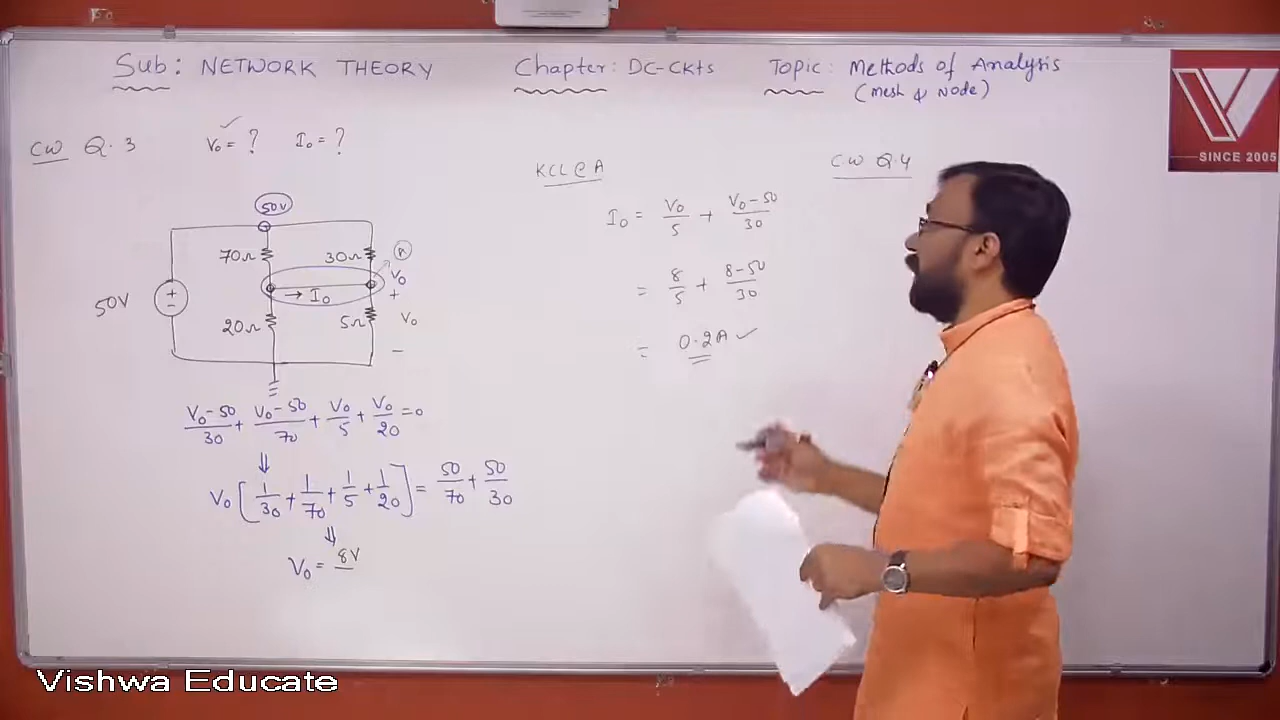 Sub: NETWORK THEORY Chapter: DC-CKts Topic: Methods of Analysis
(Mesh & Node)
SINCE 2005
CW Q.3 V₀ = ? I₀ = ?
50V
70Ω 30Ω A
V₀
→ I₀ +
50V + −
20Ω 5Ω V₀
−
(V₀-50)/30 + (V₀-50)/70 + V₀/5 + V₀/20 = 0
⇓
V₀[1/30 + 1/70 + 1/5 + 1/20] = 50/70 + 50/30
⇓
V₀ = 8V
KCL @ A
I₀ = V₀/5 + (V₀-50)/30
= 8/5 + (8-50)/30
= 0.2A ✓
CW Q.4
Vishwa Educate